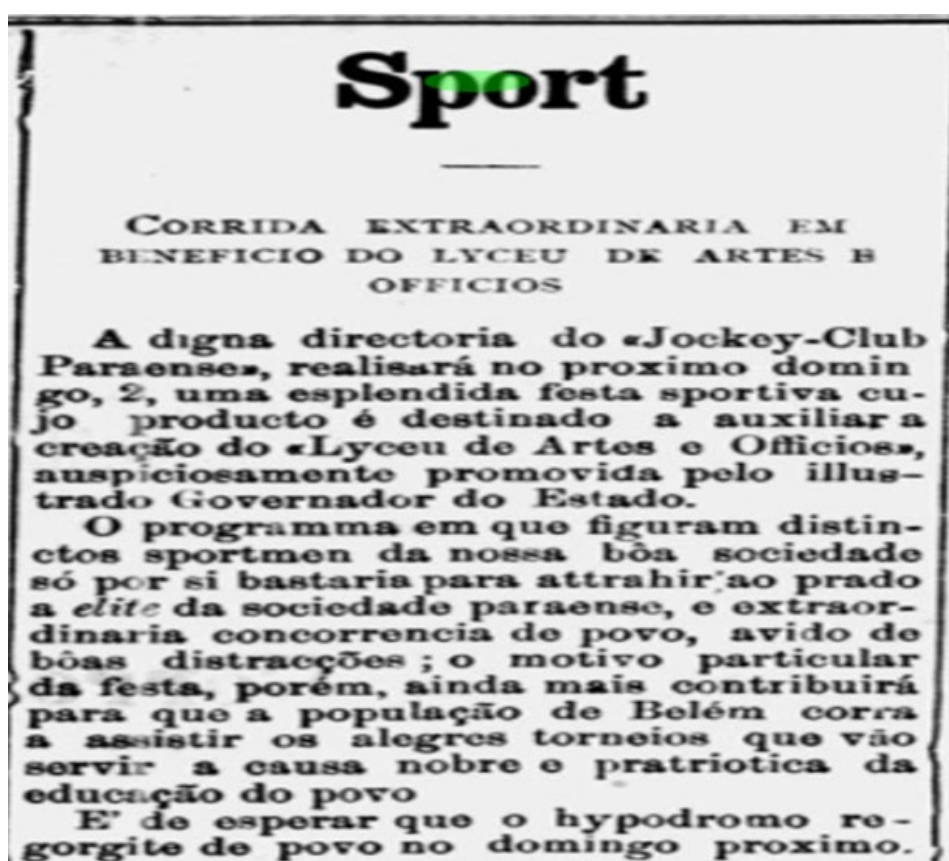 Sport
CORRIDA EXTRAORDINARIA EM
BENEFICIO DO LYCEU DE ARTES E
OFFICIOS
A digna directoria do «Jockey-Club
Paraense», realisará no proximo domin
go, 2, uma esplendida festa sportiva cu-
jo producto é destinado a auxiliar a
creação do «Lyceu de Artes e Officios»,
auspiciosamente promovida pelo illus-
trado Governador do Estado.
O programma em que figuram distin-
ctos sportmen da nossa bôa sociedade
só por si bastaria para attrahir ao prado
a elite da sociedade paraense, e extraor-
dinaria concorrencia de povo, avido de
bôas distracções ; o motivo particular
da festa, porém, ainda mais contribuirá
para que a população de Belém corra
a assistir os alegres torneios que vão
servir a causa nobre e pratriotica da
educação do povo
E' de esperar que o hypodromo re-
gorgite de povo no domingo proximo.